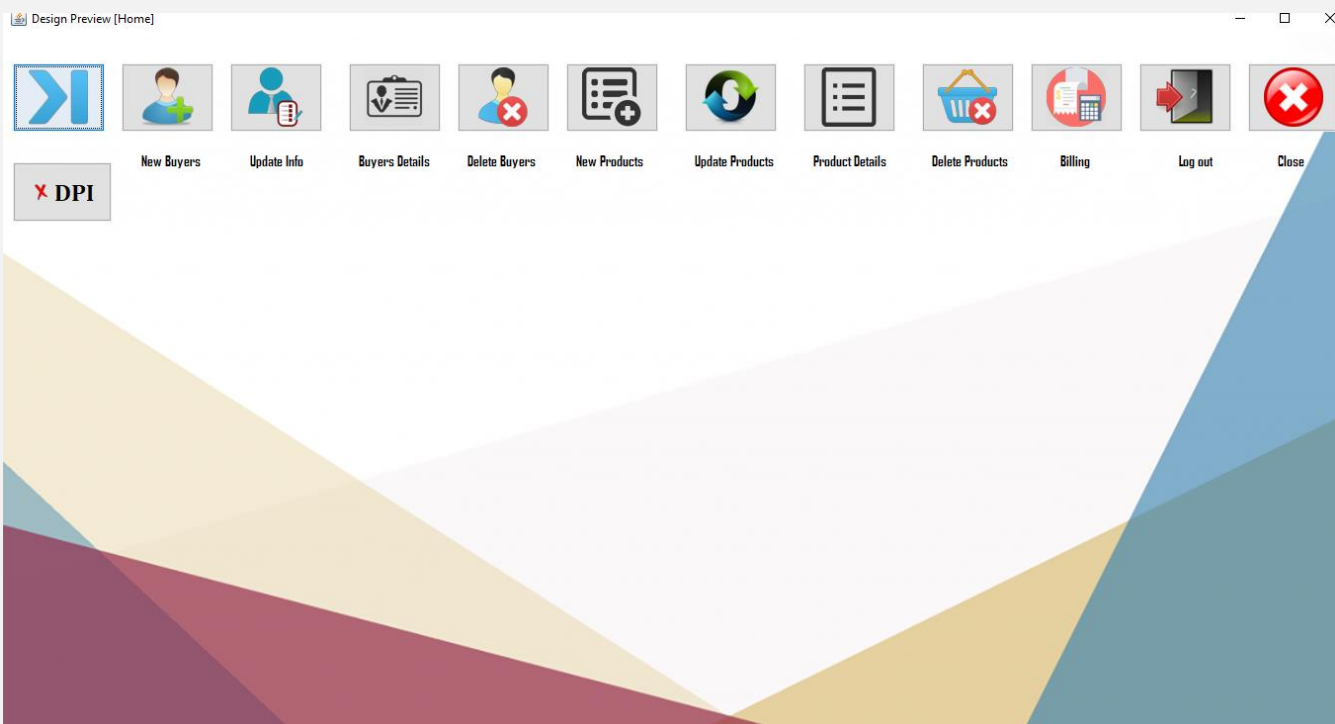 Design Preview [Home]
New Buyers Update Info Buyers Details Delete Buyers New Products Update Products Product Details Delete Products Billing Log out Close
X DPI